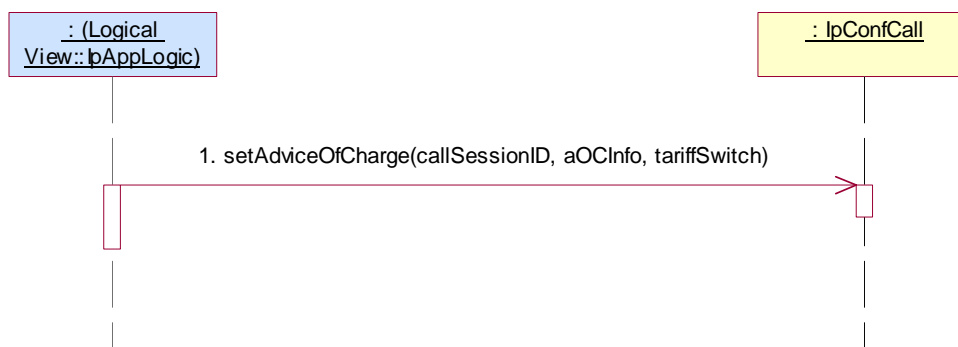 : (Logical
View::IpAppLogic)
: IpConfCall
1. setAdviceOfCharge(callSessionID, aOCInfo, tariffSwitch)